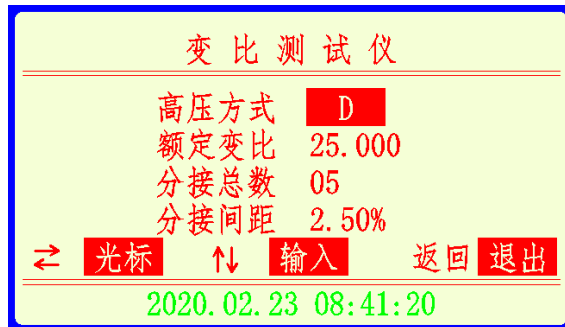 变比测试仪
高压方式 D
额定变比 25.000
分接总数 05
分接间距 2.50%
⇄ 光标 ↑↓ 输入 返回 退出
2020.02.23 08:41:20